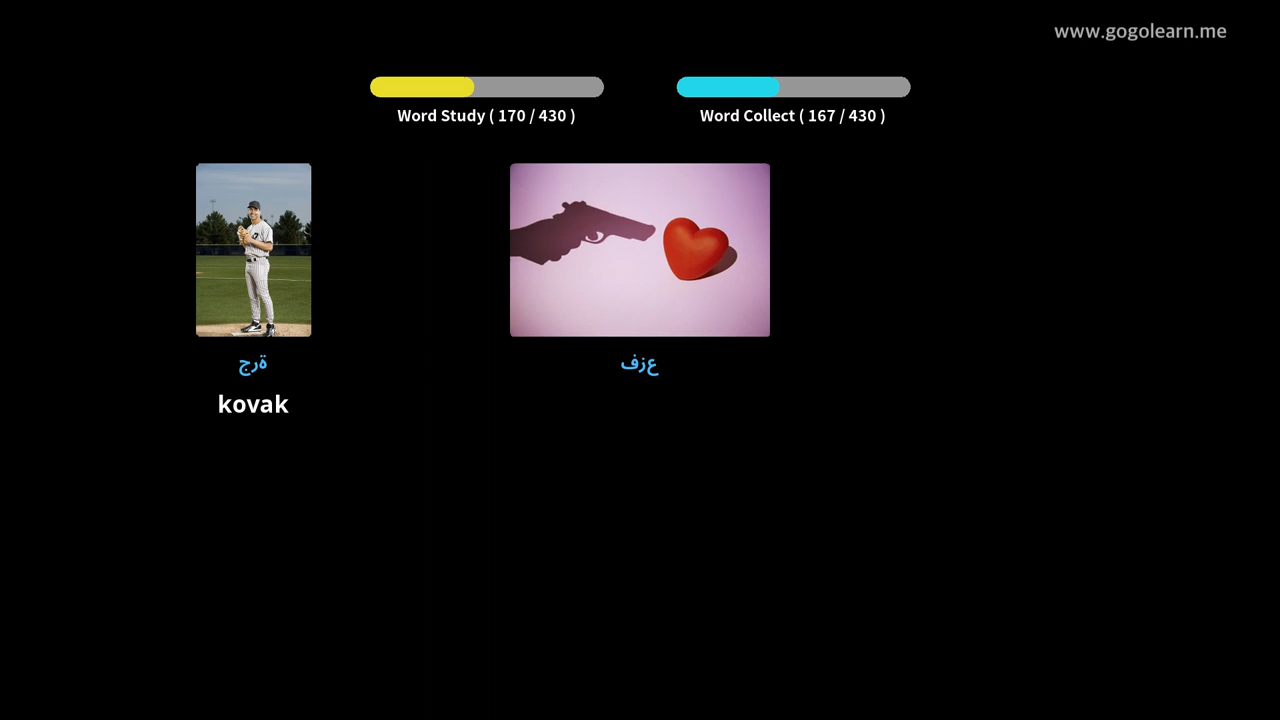 www.gogolearn.me
Word Study ( 170 / 430 )
Word Collect ( 167 / 430 )
ةرج
عزف
kovak